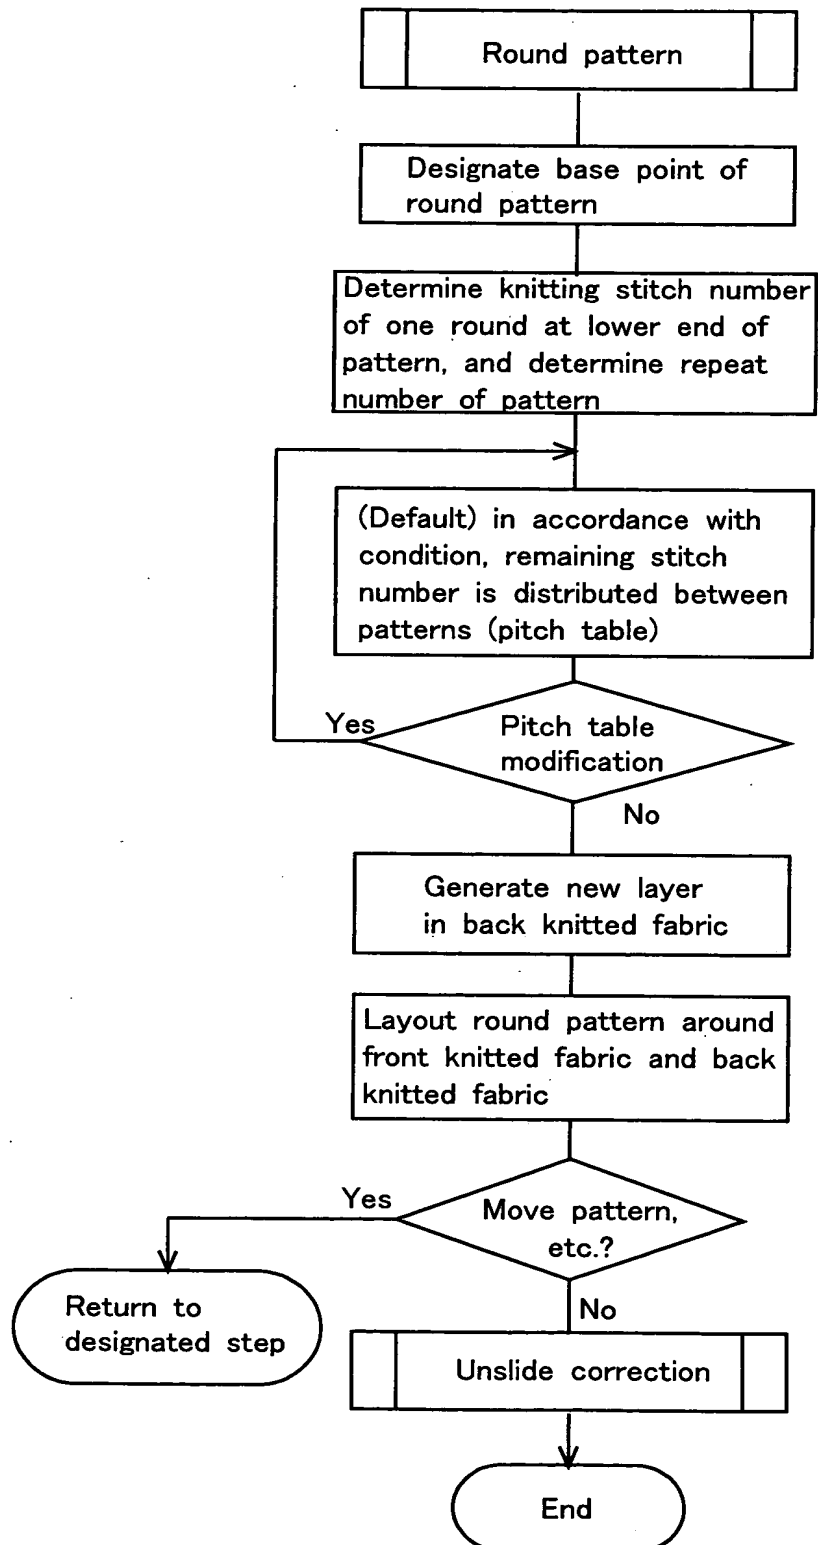 Round pattern
Designate base point of
round pattern
Determine knitting stitch number
of one round at lower end of
pattern, and determine repeat
number of pattern
(Default) in accordance with
condition, remaining stitch
number is distributed between
patterns (pitch table)
Yes
Pitch table
modification
No
Generate new layer
in back knitted fabric
Layout round pattern around
front knitted fabric and back
knitted fabric
Yes
Move pattern,
etc.?
Return to
designated step
No
Unslide correction
End